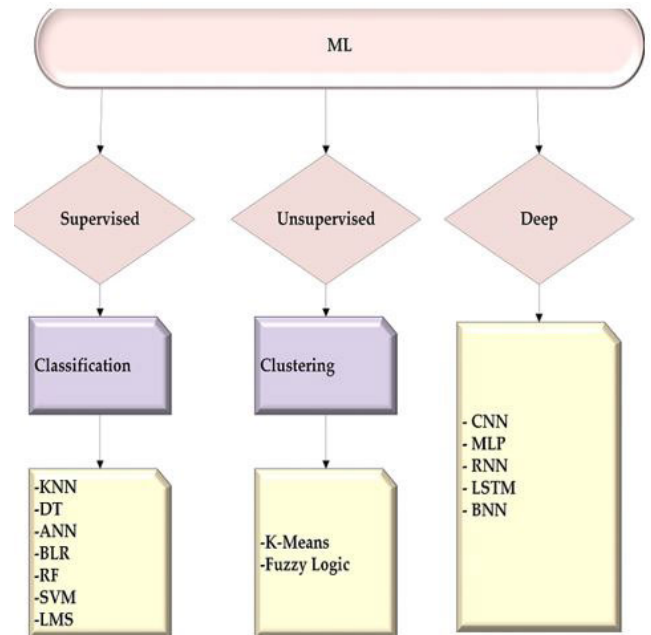 ML
Supervised
Unsupervised
Deep
Classification
Clustering
-KNN
-DT
-ANN
-BLR
-RF
-SVM
-LMS
-K-Means
-Fuzzy Logic
- CNN
- MLP
- RNN
- LSTM
- BNN